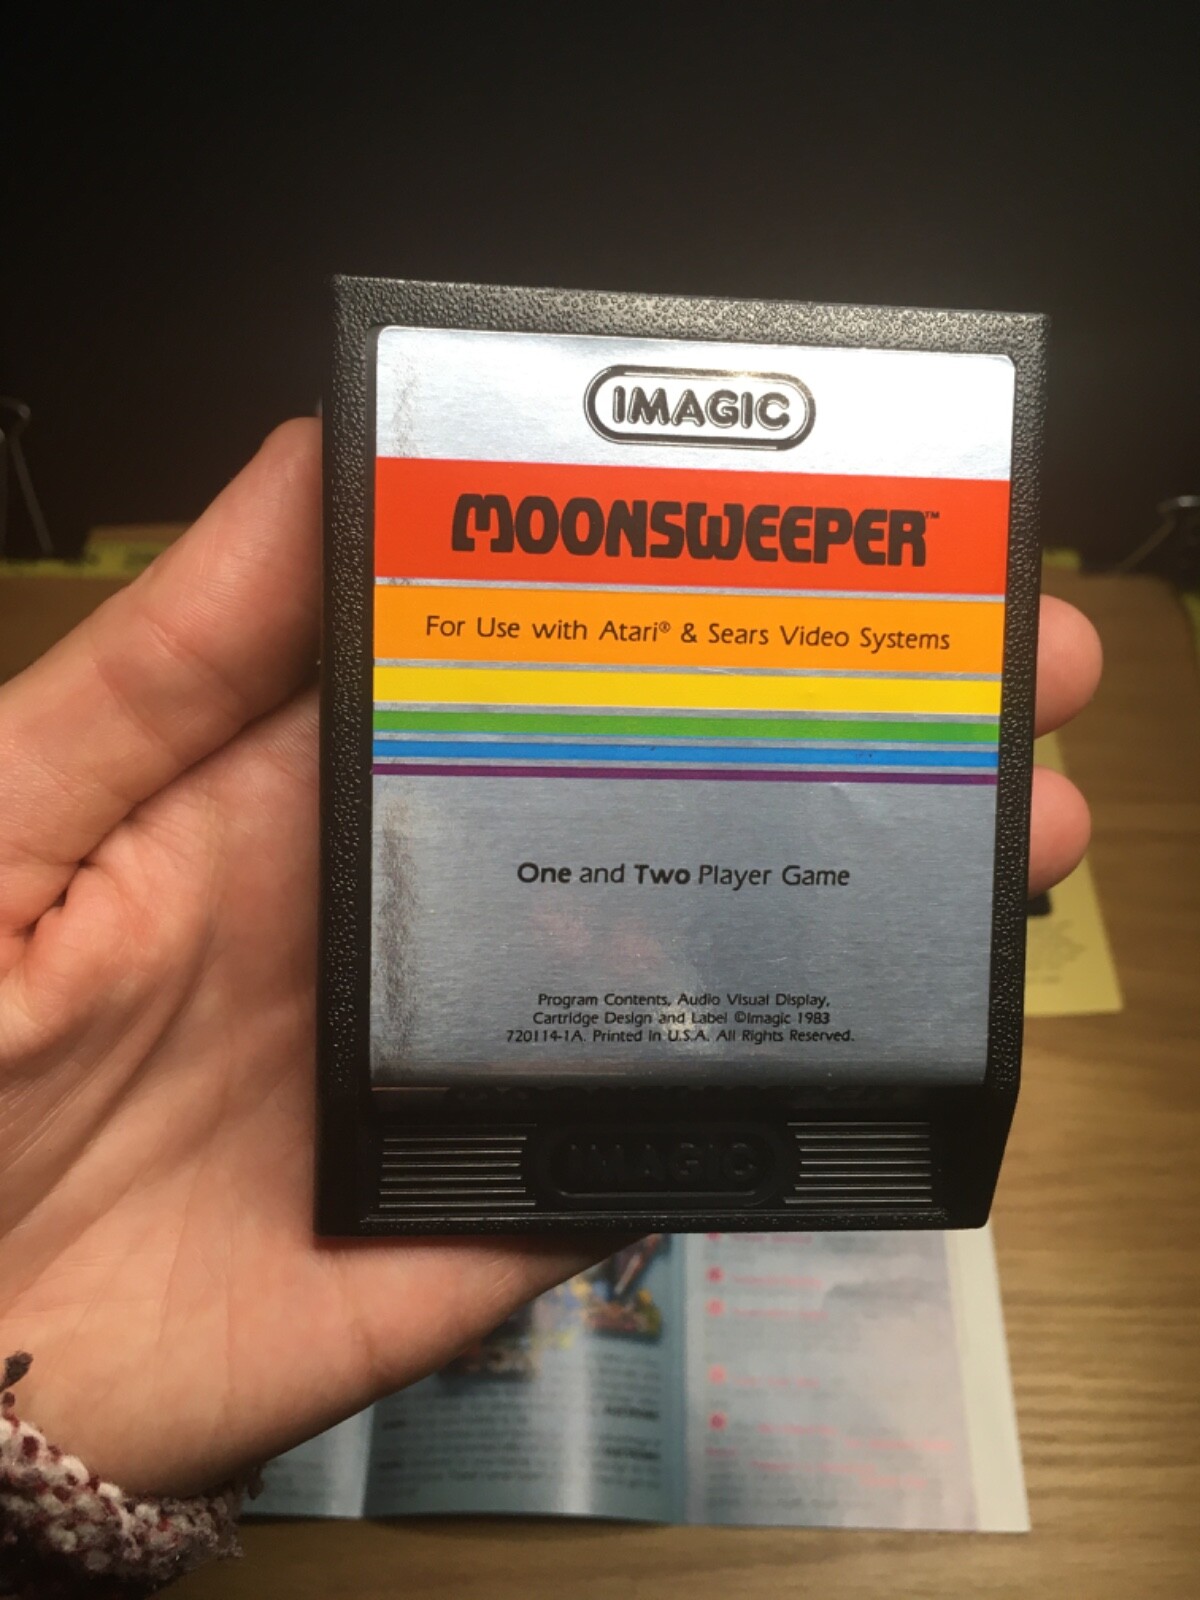 IMAGIC
MOONSWEEPER™
For Use with Atari® & Sears Video Systems
One and Two Player Game
Program Contents, Audio Visual Display,
Cartridge Design and Label ©Imagic 1983
720114-1A. Printed in U.S.A. All Rights Reserved.
IMAGIC